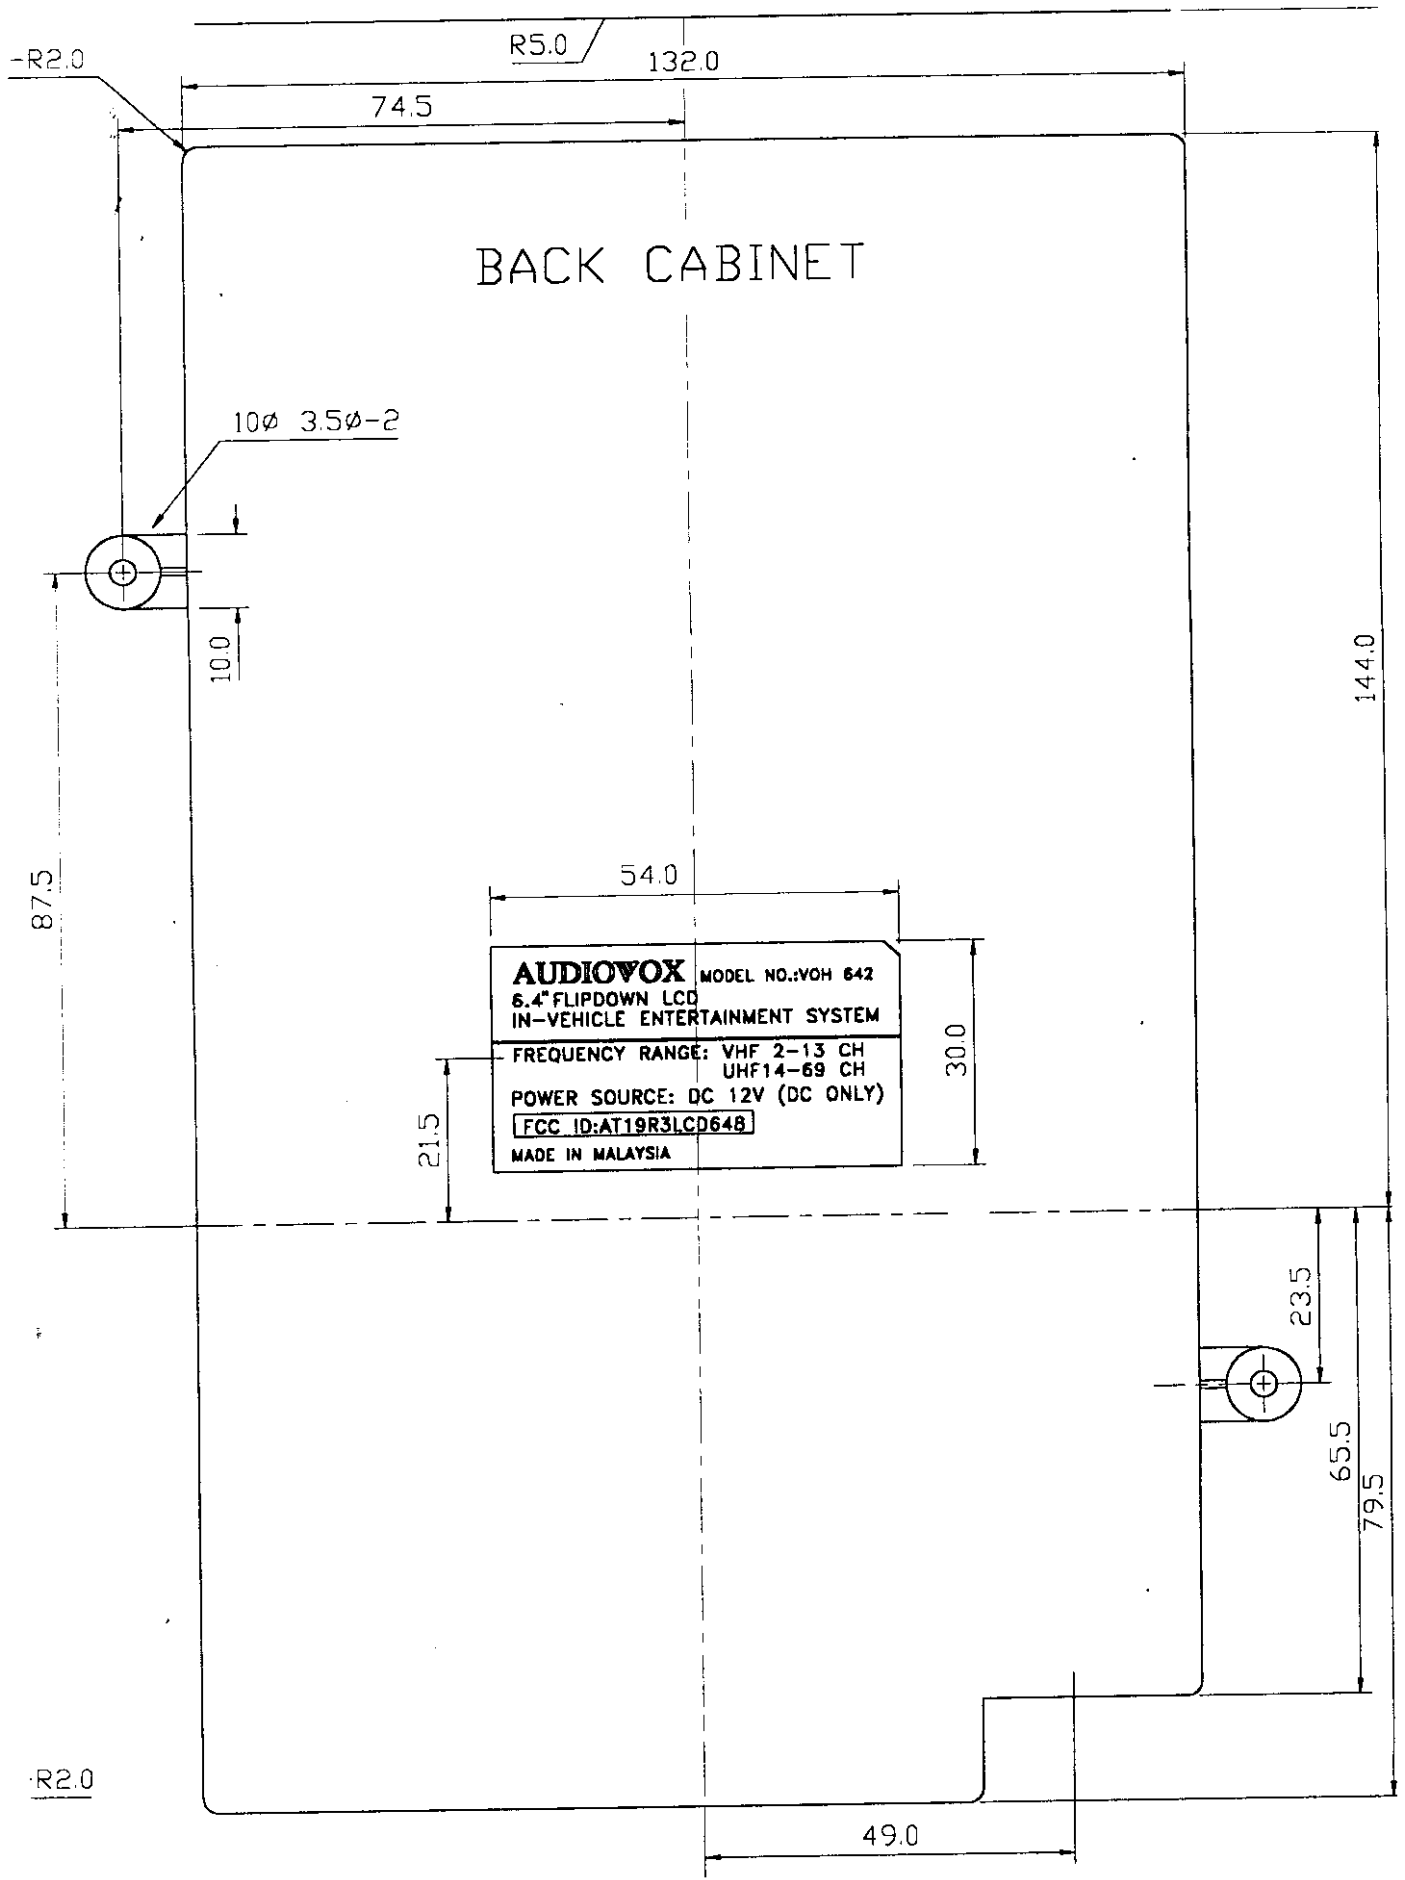 R5.0
-R2.0
132.0
74.5
BACK CABINET
10ø 3.5ø-2
10.0
144.0
87.5
54.0
AUDIOVOX MODEL NO.:VOH 642
6.4" FLIPDOWN LCD
IN-VEHICLE ENTERTAINMENT SYSTEM
30.0
FREQUENCY RANGE: VHF 2-13 CH
UHF14-69 CH
POWER SOURCE: DC 12V (DC ONLY)
21.5
FCC ID:AT19R3LCD648
MADE IN MALAYSIA
23.5
65.5
79.5
R2.0
49.0